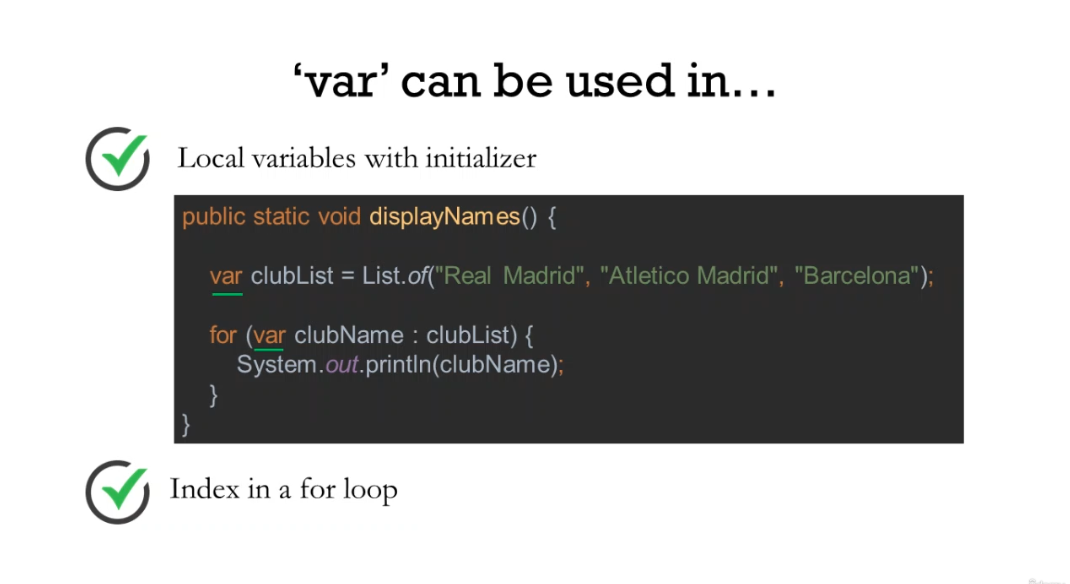 ‘var’ can be used in…
Local variables with initializer
public static void displayNames() {
var clubList = List.of("Real Madrid", "Atletico Madrid", "Barcelona");
for (var clubName : clubList) {
System.out.println(clubName);
}
}
Index in a for loop